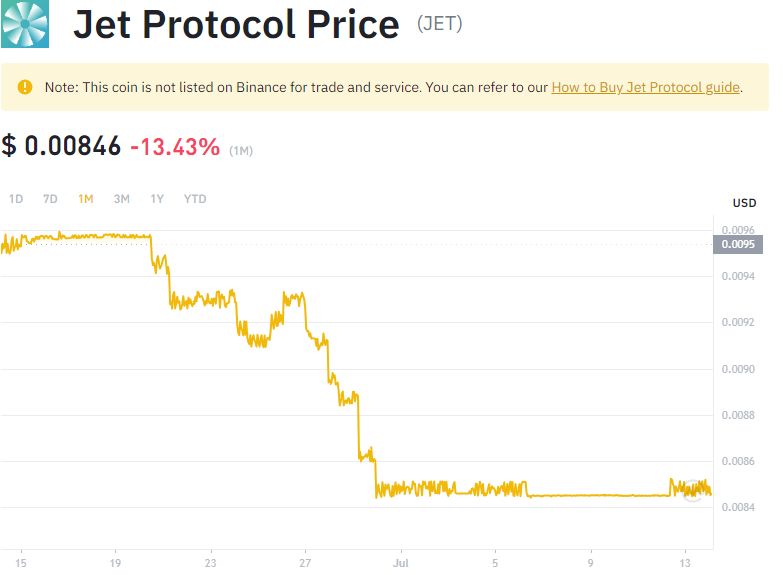 Jet Protocol Price (JET)
Note: This coin is not listed on Binance for trade and service. You can refer to our How to Buy Jet Protocol guide.
$ 0.00846 -13.43% (1M)
1D 7D 1M 3M 1Y YTD
USD
0.0096
0.0095
0.0094
0.0092
0.0090
0.0088
0.0086
0.0084
15 19 23 27 Jul 5 9 13